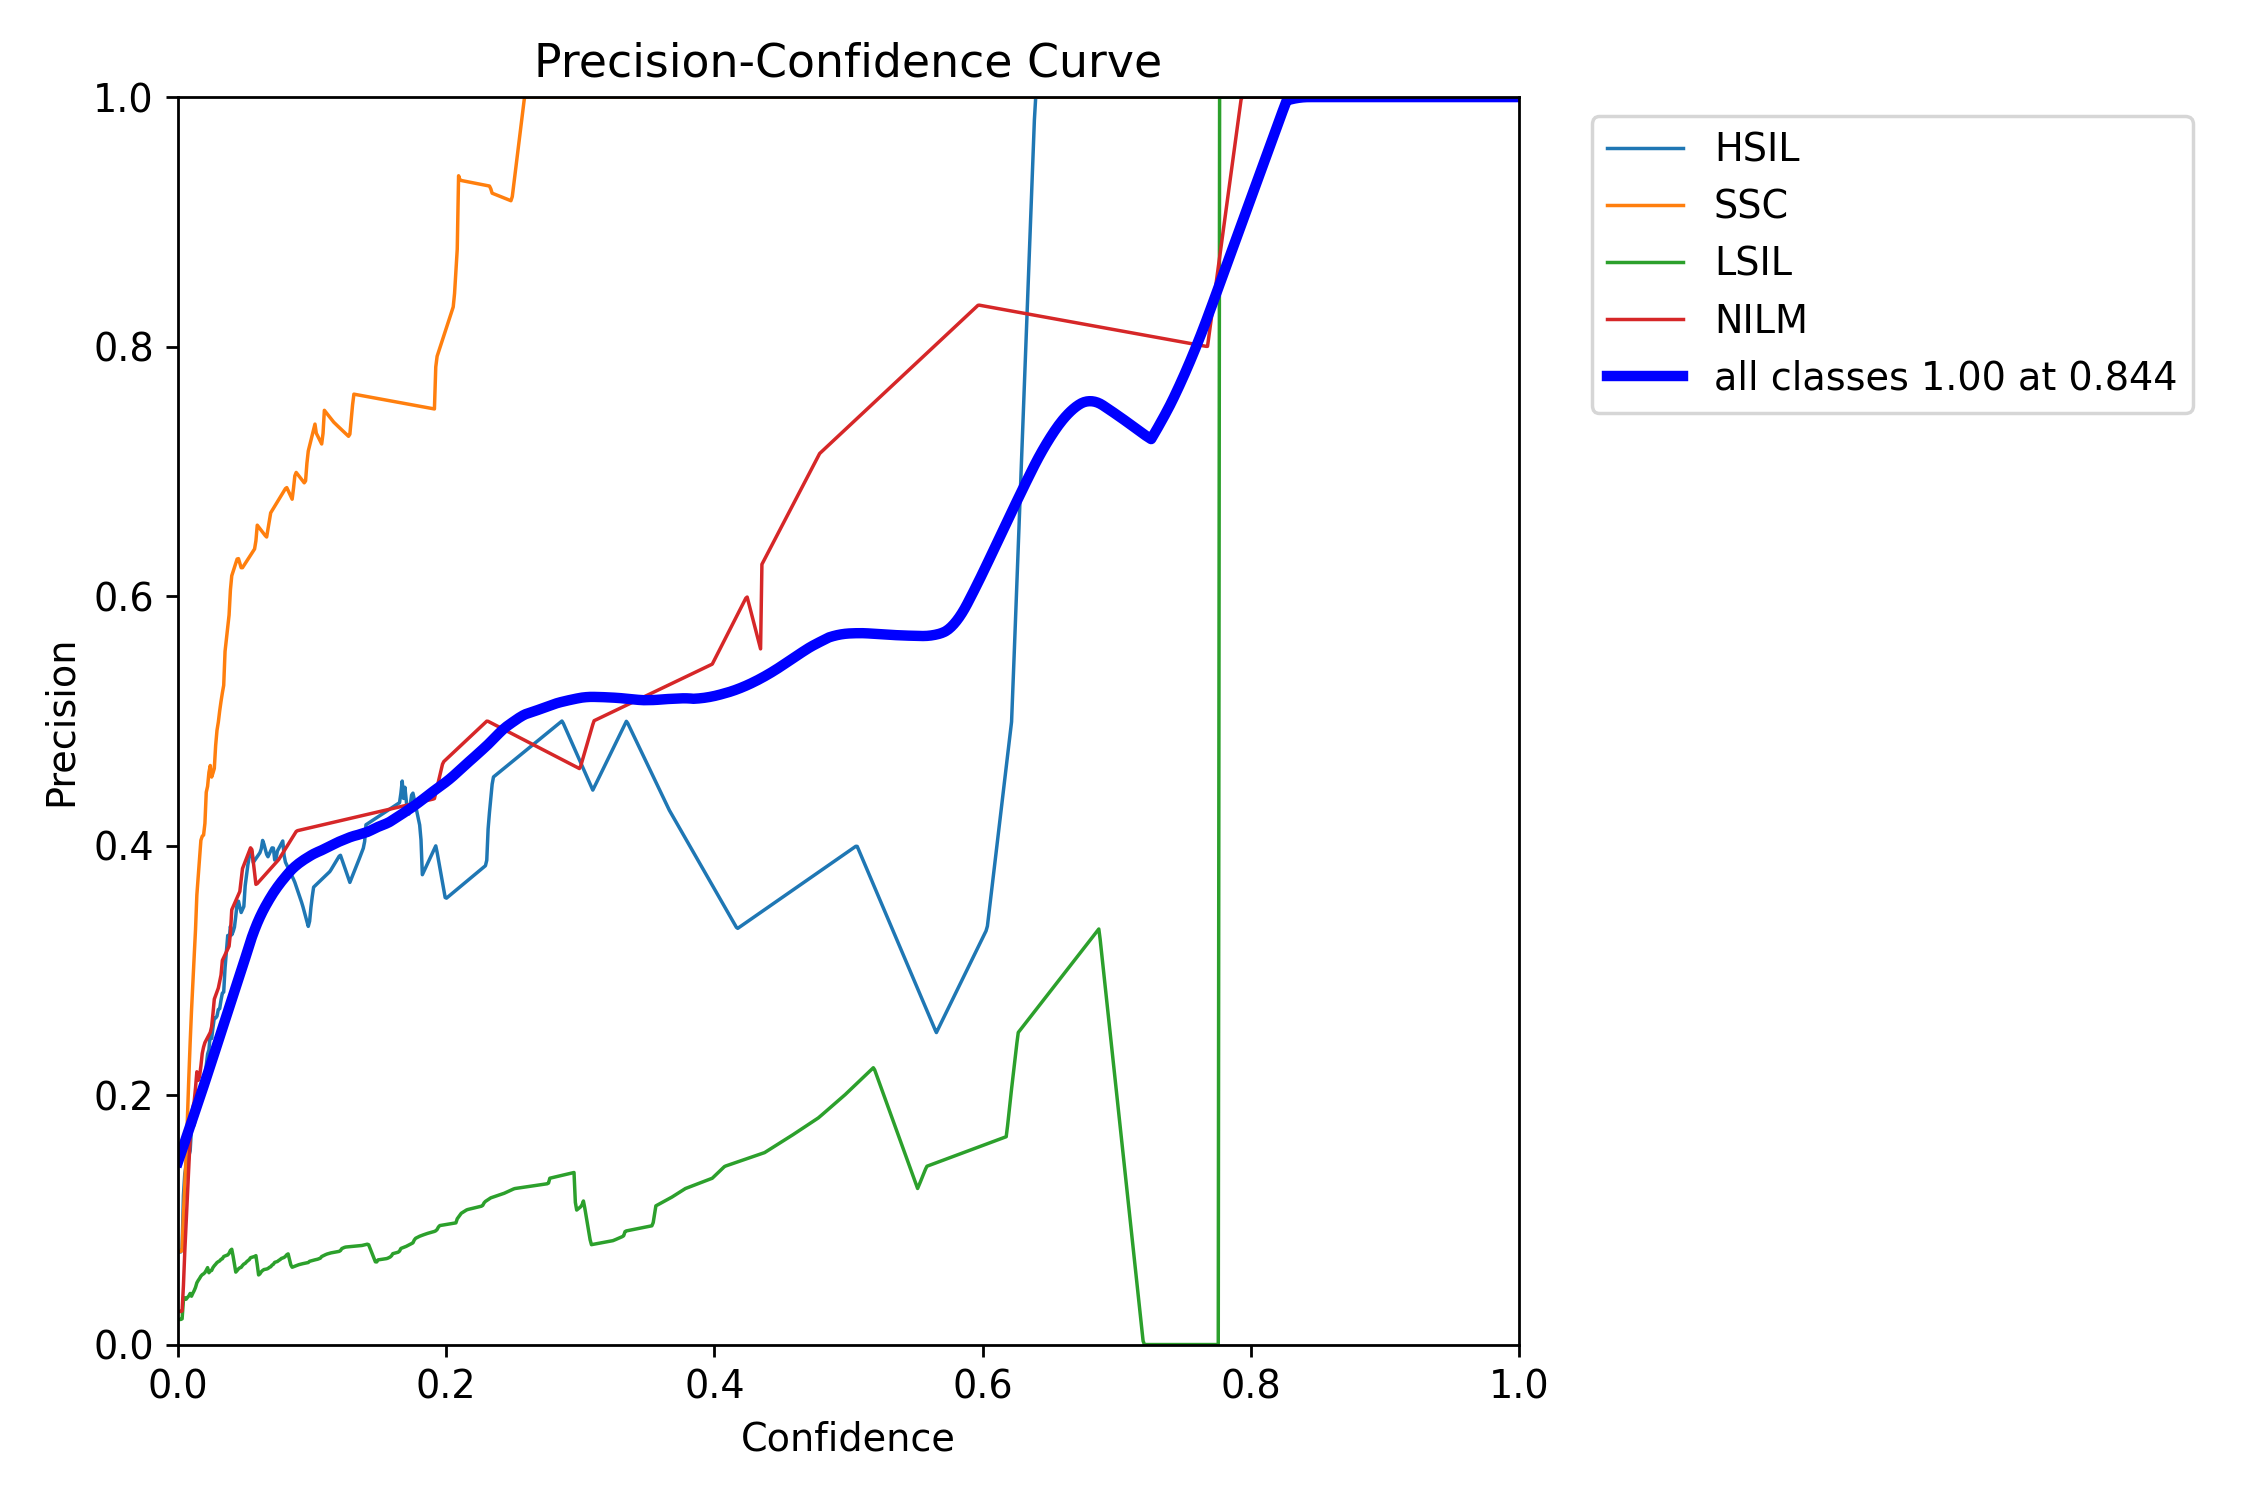 Precision-Confidence Curve
1.0
0.8
0.6
0.4
0.2
0.0
Precision
0.0 0.2 0.4 0.6 0.8 1.0
Confidence
HSIL
SSC
LSIL
NILM
all classes 1.00 at 0.844